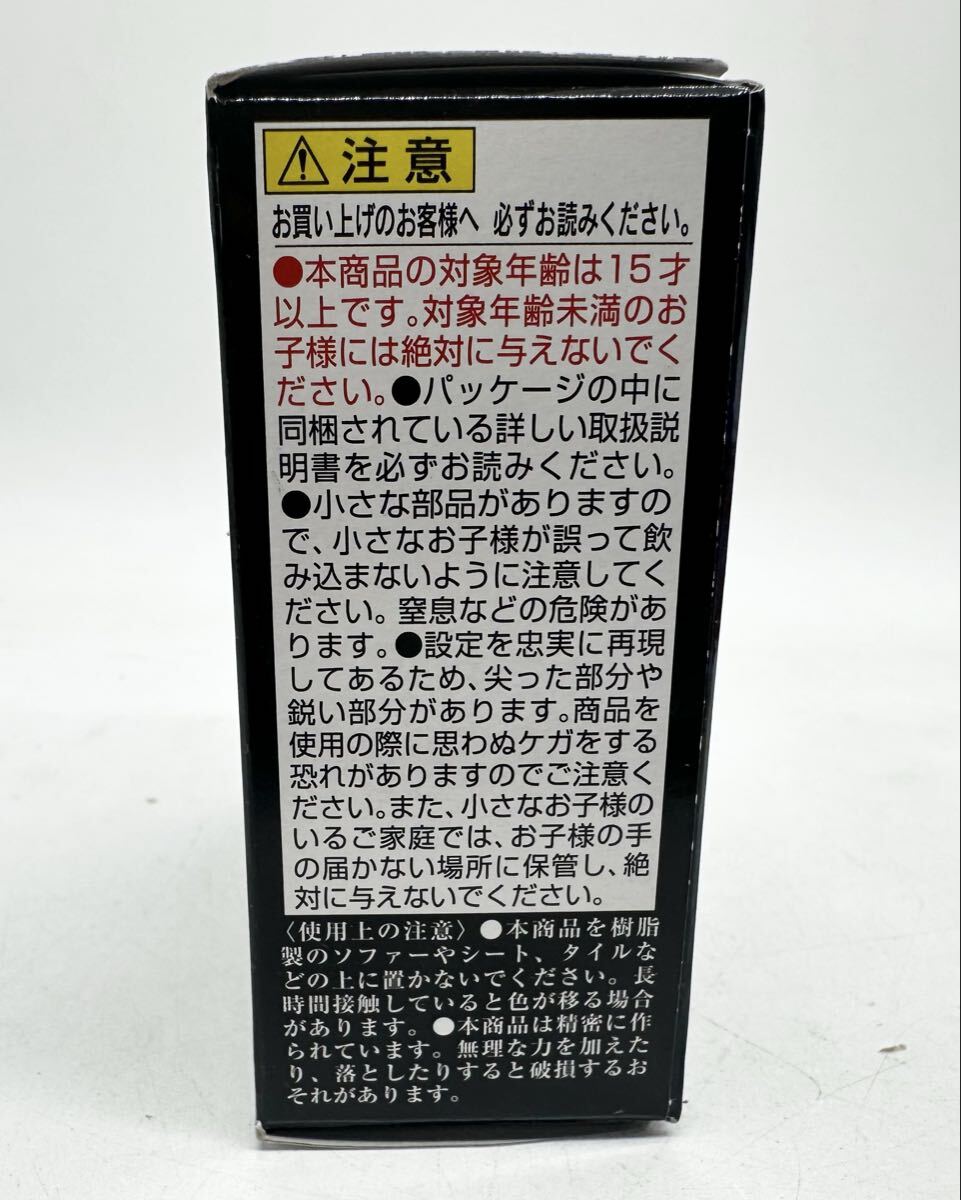 ⚠注意
お買い上げのお客様へ 必ずお読みください。
●本商品の対象年齢は15才
以上です。対象年齢未満のお
子様には絶対に与えないでく
ださい。●パッケージの中に
同梱されている詳しい取扱説
明書を必ずお読みください。
●小さな部品がありますの
で、小さなお子様が誤って飲
み込まないように注意してく
ださい。窒息などの危険があ
ります。●設定を忠実に再現
してあるため、尖った部分や
鋭い部分があります。商品を
使用の際に思わぬケガをする
恐れがありますのでご注意く
ださい。また、小さなお子様の
いるご家庭では、お子様の手
の届かない場所に保管し、絶
対に与えないでください。
〈使用上の注意〉●本商品を樹脂
製のソファーやシート、タイルな
どの上に置かないでください。長
時間接触していると色が移る場合
があります。●本商品は精密に作
られています。無理な力を加えた
り、落としたりすると破損するお
それがあります。